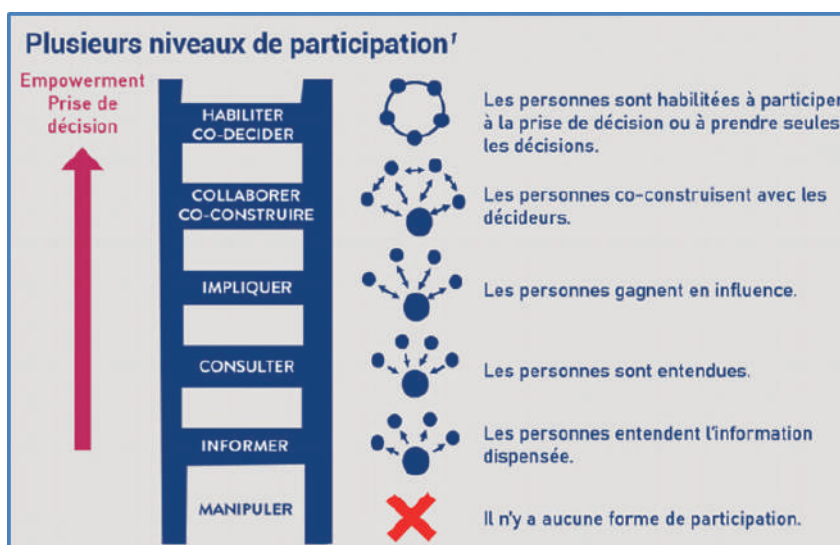 Plusieurs niveaux de participation¹
Empowerment
Prise de
décision
HABILITER
CO-DECIDER
Les personnes sont habilitées à participer
à la prise de décision ou à prendre seules
les décisions.
COLLABORER
CO-CONSTRUIRE
Les personnes co-construisent avec les
décideurs.
IMPLIQUER
Les personnes gagnent en influence.
CONSULTER
Les personnes sont entendues.
INFORMER
Les personnes entendent l'information
dispensée.
MANIPULER
Il n'y a aucune forme de participation.